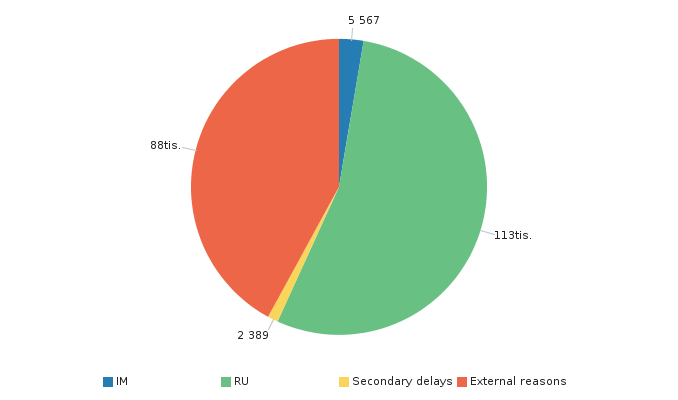 5 567
88tis.
113tis.
2 389
IM
RU
Secondary delays
External reasons